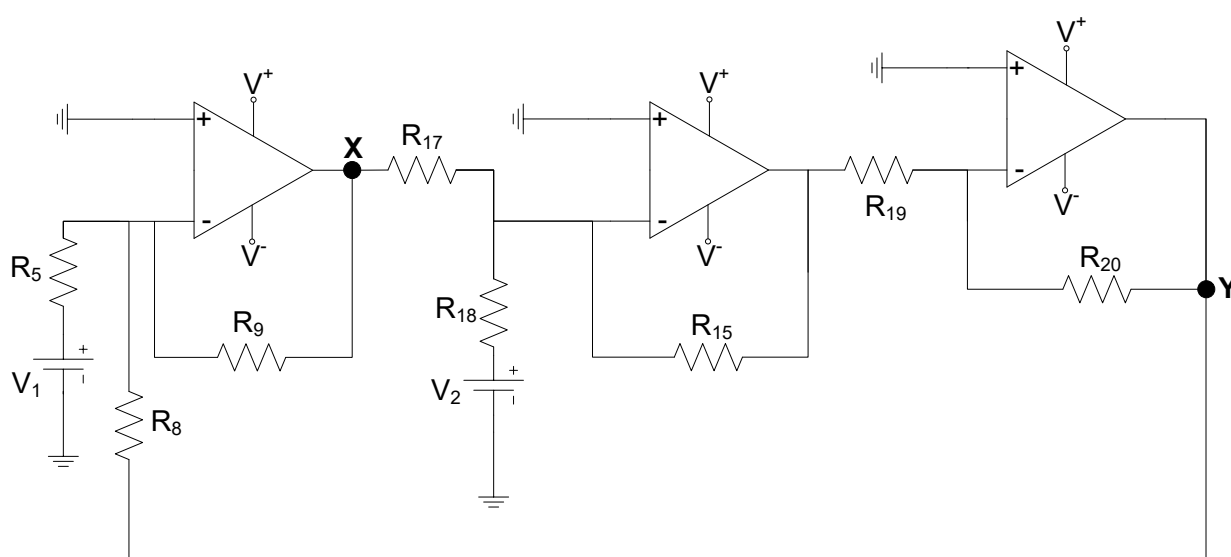 V+
V+
V+
+
+
+
X
R17
-
-
-
R19
V-
V-
V-
R5
R20
Y
R18
R9
R15
+
-
V1
+
-
V2
R8